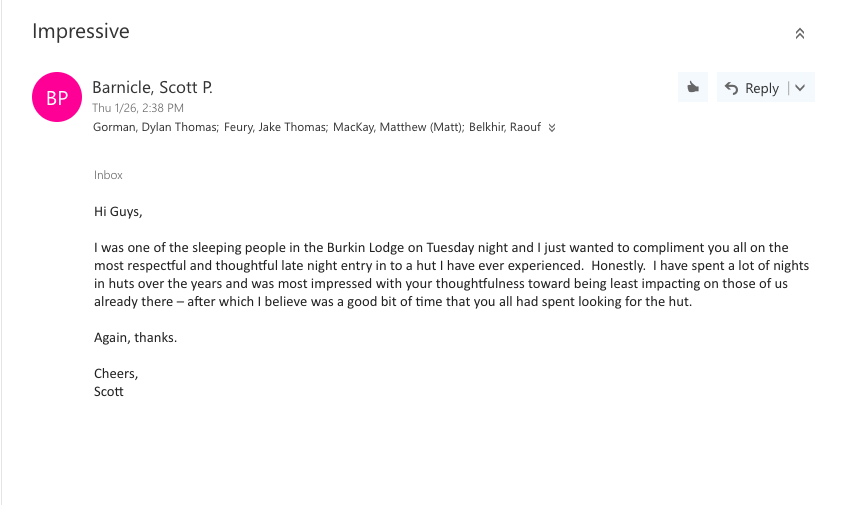 Impressive
BP
Barnicle, Scott P.
Thu 1/26, 2:38 PM
Reply
Gorman, Dylan Thomas; Feury, Jake Thomas; MacKay, Matthew (Matt); Belkhir, Raouf
Inbox
Hi Guys,
I was one of the sleeping people in the Burkin Lodge on Tuesday night and I just wanted to compliment you all on the
most respectful and thoughtful late night entry in to a hut I have ever experienced.  Honestly.  I have spent a lot of nights
in huts over the years and was most impressed with your thoughtfulness toward being least impacting on those of us
already there – after which I believe was a good bit of time that you all had spent looking for the hut.
Again, thanks.
Cheers,
Scott